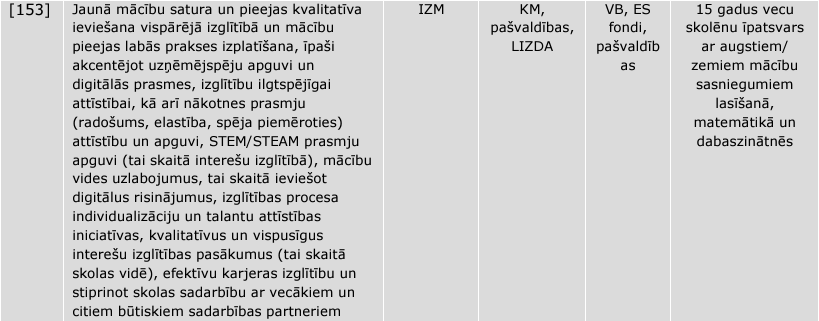 [153]
Jaunā mācību satura un pieejas kvalitatīva
ieviešana vispārējā izglītībā un mācību
pieejas labās prakses izplatīšana, īpaši
akcentējot uzņēmējspēju apguvi un
digitālās prasmes, izglītību ilgtspējīgai
attīstībai, kā arī nākotnes prasmju
(radošums, elastība, spēja piemēroties)
attīstību un apguvi, STEM/STEAM prasmju
apguvi (tai skaitā interešu izglītībā), mācību
vides uzlabojumus, tai skaitā ieviešot
digitālus risinājumus, izglītības procesa
individualizāciju un talantu attīstības
iniciatīvas, kvalitatīvus un vispusīgus
interešu izglītības pasākumus (tai skaitā
skolas vidē), efektīvu karjeras izglītību un
stiprinot skolas sadarbību ar vecākiem un
citiem būtiskiem sadarbības partneriem
IZM
KM,
pašvaldības,
LIZDA
VB, ES
fondi,
pašvaldīb
as
15 gadus vecu
skolēnu īpatsvars
ar augstiem/
zemiem mācību
sasniegumiem
lasīšanā,
matemātikā un
dabaszinātnēs